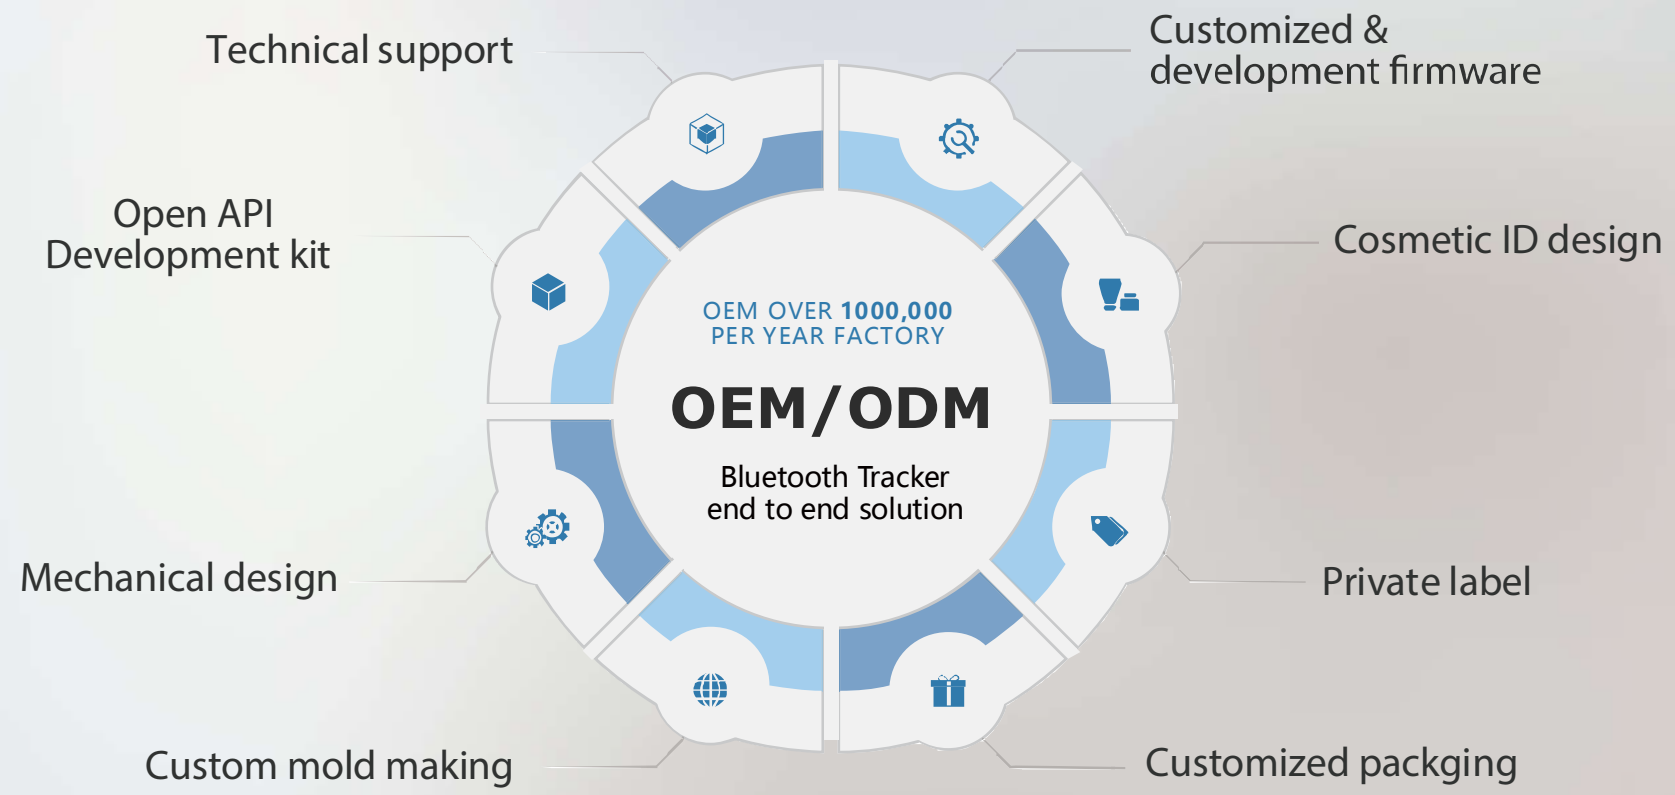 Technical support
Customized &
development firmware
Open API
Development kit
Cosmetic ID design
OEM OVER 1000,000
PER YEAR FACTORY
OEM/ODM
Bluetooth Tracker
end to end solution
Mechanical design
Private label
Custom mold making
Customized packging